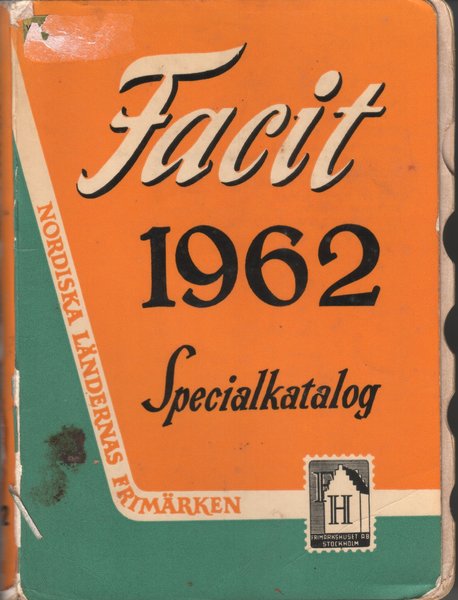 Facit
1962
Specialkatalog
NORDISKA LÄNDERNAS FRIMÄRKEN
FH
FRIMÄRKSHUSET AB
STOCKHOLM